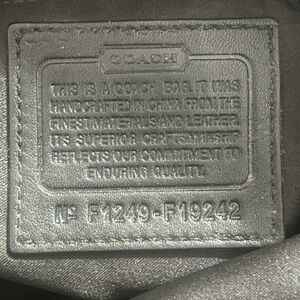 COACH
THIS IS A COACH BAG. IT WAS
HANDCRAFTED IN CHINA FROM THE
FINEST MATERIALS AND LEATHER.
ITS SUPERIOR CRAFTSMANSHIP
REFLECTS OUR COMMITMENT TO
ENDURING QUALITY.
Nº F1249-F19242